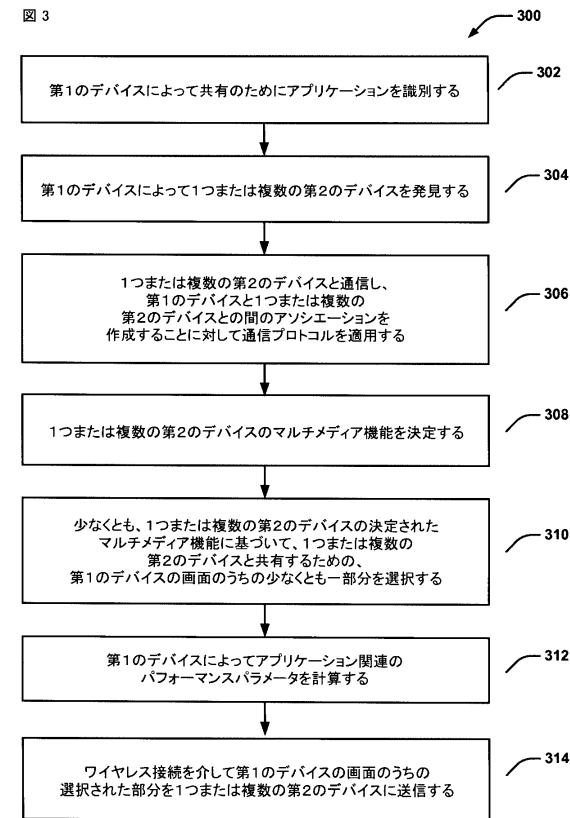 図 3
300
第1のデバイスによって共有のためにアプリケーションを識別する
302
第1のデバイスによって1つまたは複数の第2のデバイスを発見する
304
1つまたは複数の第2のデバイスと通信し、
第1のデバイスと1つまたは複数の
第2のデバイスとの間のアソシエーションを
作成することに対して通信プロトコルを適用する
306
1つまたは複数の第2のデバイスのマルチメディア機能を決定する
308
少なくとも、1つまたは複数の第2のデバイスの決定された
マルチメディア機能に基づいて、1つまたは複数の
第2のデバイスと共有するための、
第1のデバイスの画面のうちの少なくとも一部分を選択する
310
第1のデバイスによってアプリケーション関連の
パフォーマンスパラメータを計算する
312
ワイヤレス接続を介して第1のデバイスの画面のうちの
選択された部分を1つまたは複数の第2のデバイスに送信する
314